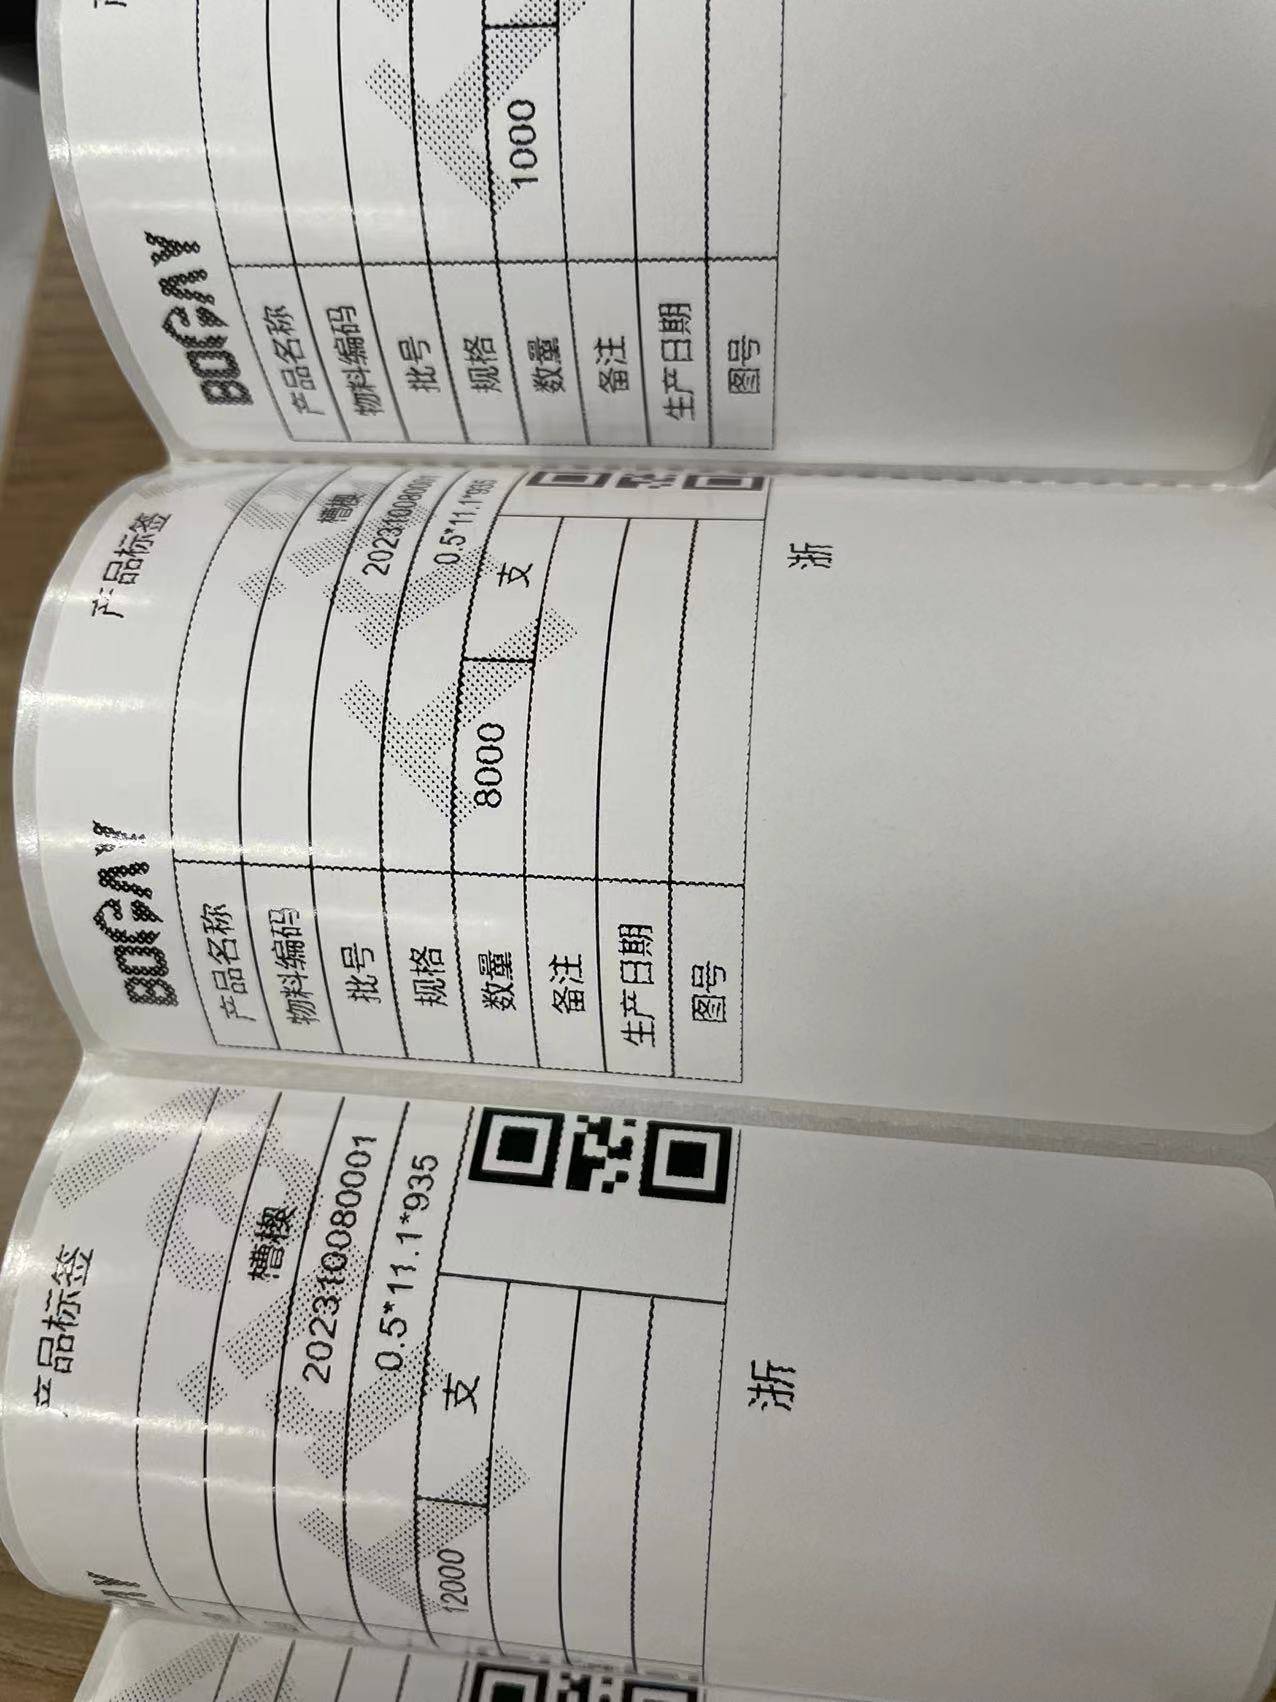 BOGAY
产品名称
物料编码
批号
规格
数量 1000
备注
生产日期
图号
BOGAY 产品标签
产品名称
物料编码 槽楔
批号 202310080001
规格 0.5*11.1*935
数量 8000 支
备注
生产日期
图号
浙
产品标签
槽楔
202310080001
0.5*11.1*935
12000 支
浙